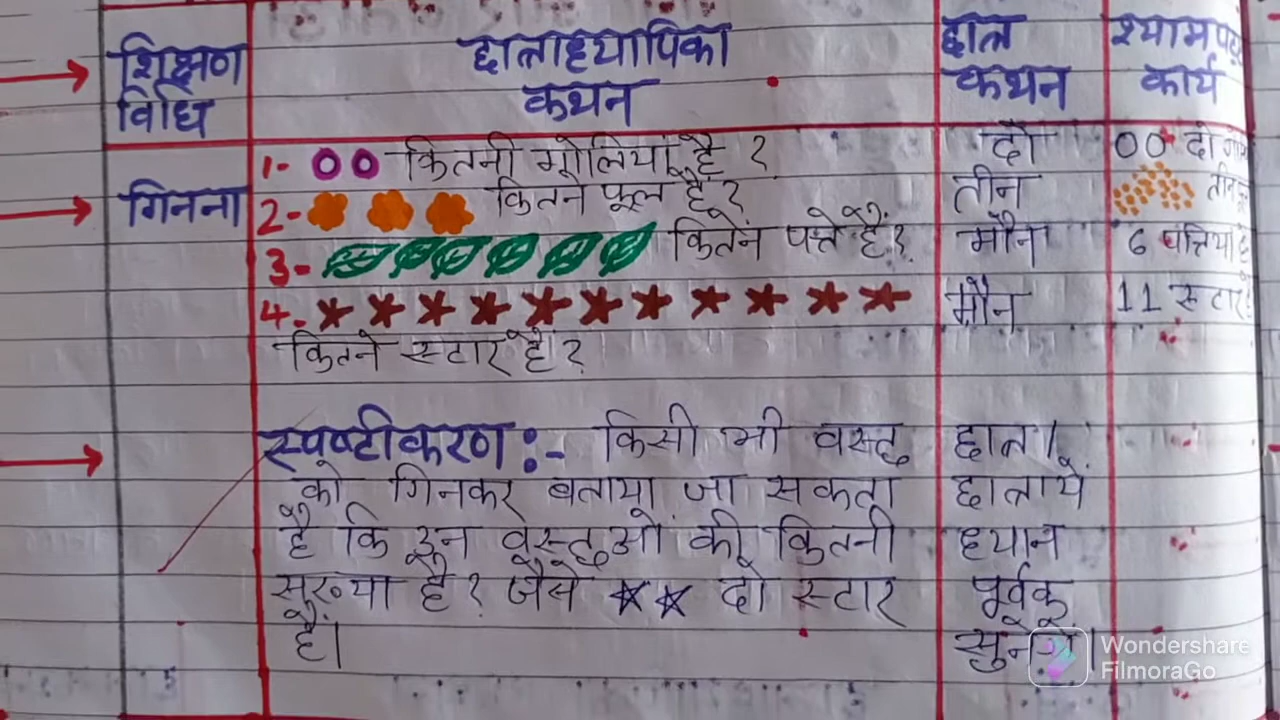 शिक्षण विधि
छात्राध्यापिका कथन
छात्र कथन
श्यामपट्ट कार्य
गिनना
1- कितनी गोलियां है ?
दो
00 दो
2- कितने फूल है ?
तीन
तीन
3- कितने पत्ते हैं ?
मौन
6 पत्तियां है
4-
मौन
11 स्टार है
कितने स्टार है ?
स्पष्टीकरण :- किसी भी वस्तु
को गिनकर बताया जा सकता
है कि उन वस्तुओं की कितनी
संख्या है ? जैसे ☆☆ दो स्टार
हैं।
छात्र/
छात्रायें
ध्यान
पूर्वक
Wondershare
FilmoraGo